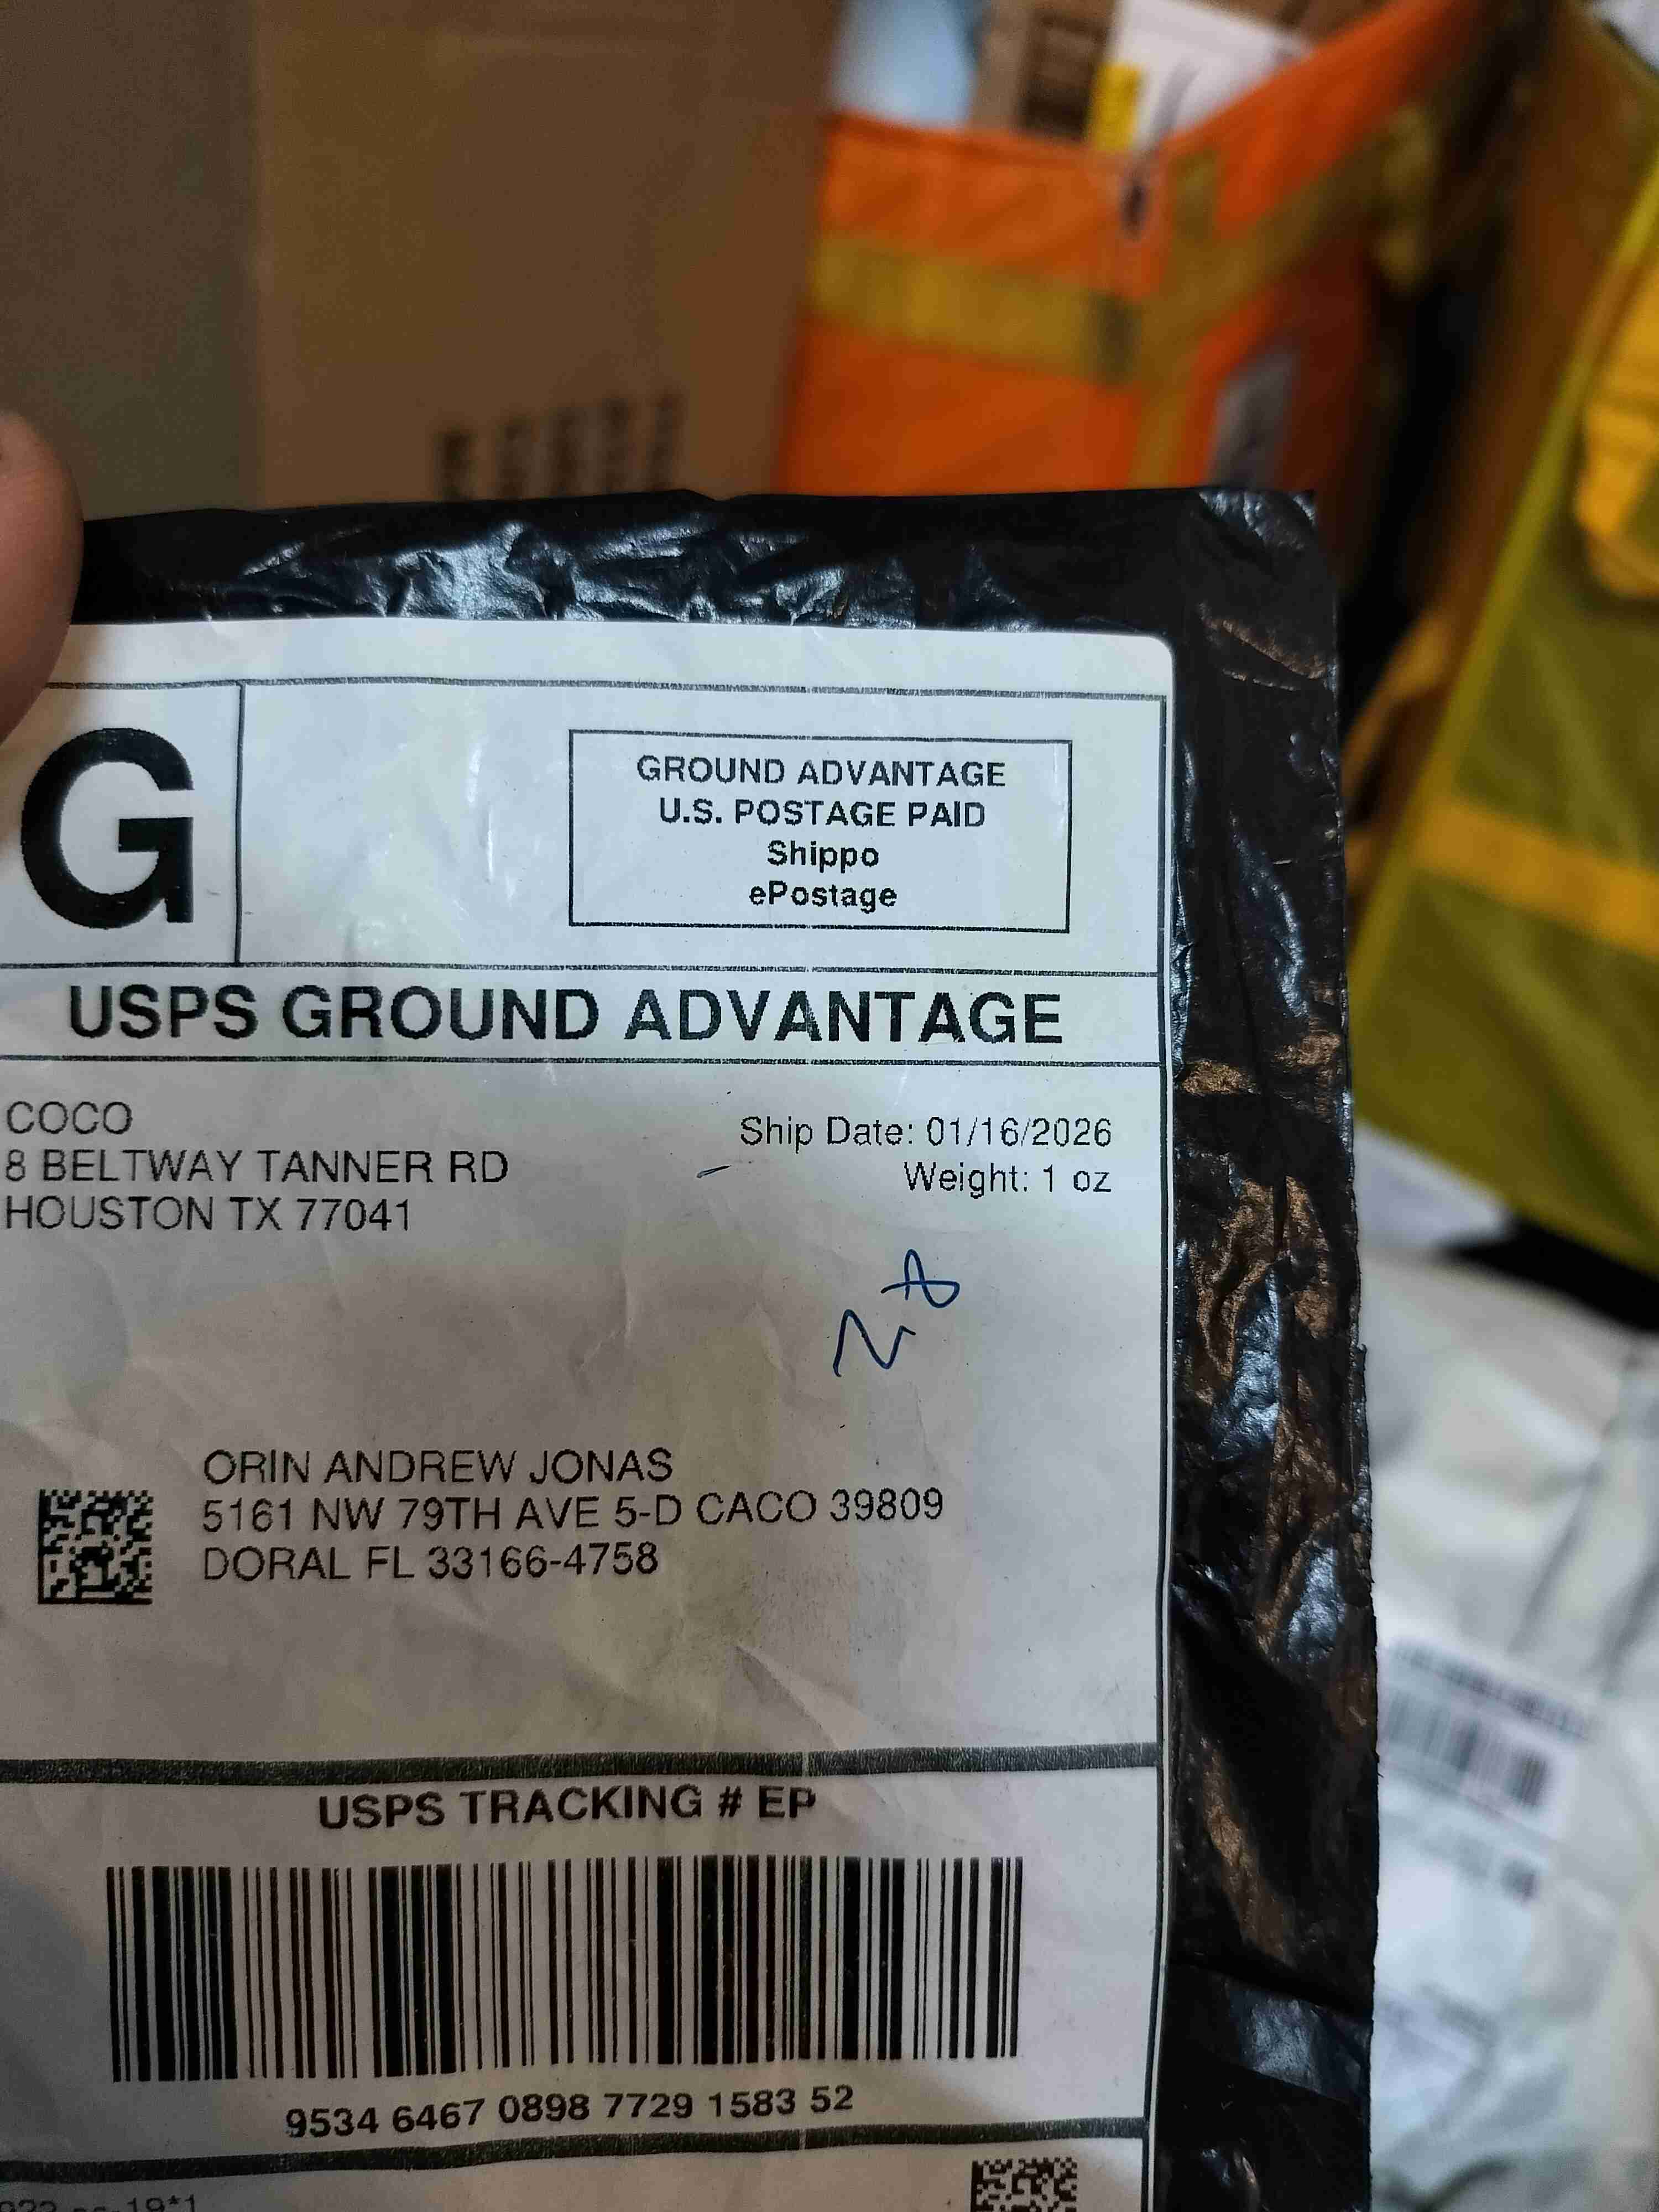 G
GROUND ADVANTAGE
U.S. POSTAGE PAID
Shippo
ePostage
USPS GROUND ADVANTAGE
COCO
8 BELTWAY TANNER RD
HOUSTON TX 77041
Ship Date: 01/16/2026
Weight: 1 oz
ORIN ANDREW JONAS
5161 NW 79TH AVE 5-D CACO 39809
DORAL FL 33166-4758
USPS TRACKING # EP
9534 6467 0898 7729 1583 52